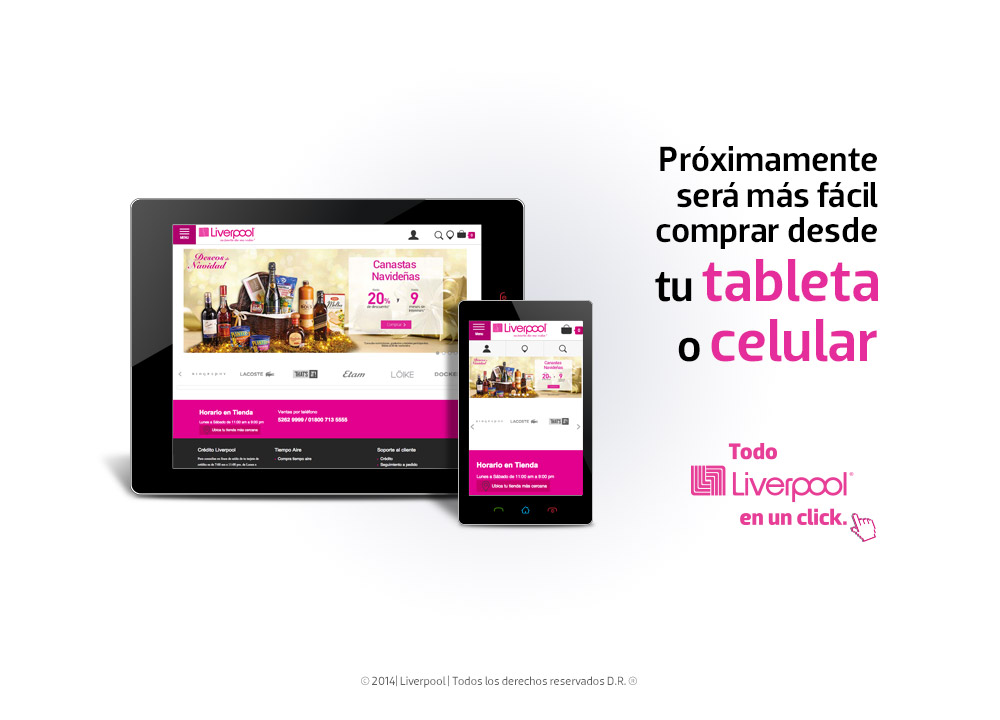 Próximamente
será más fácil
comprar desde
tu tableta
o celular
Todo
Liverpool
en un click.
MENU
Liverpool
0
Deseos de
Navidad
Canastas
Navideñas
20% y 9
Comprar
LACOSTE
THAT'S IT!
Etam
LÖIKE
DOCKE
Horario en Tienda
Lunes a Sábado de 11:00 am a 9:00 pm
Ubica tu tienda más cercana
Ventas por teléfono
5262 9999 / 01800 713 5555
Crédito Liverpool
Tiempo Aire
Compra tiempo aire
Soporte al cliente
Crédito
Seguimiento a pedido
Menu
Liverpool
0
Canastas
Navideñas
20 y 9
LACOSTE
THAT'S IT!
Horario en Tienda
Lunes a Sábado de 11:00 am a 9:00 pm
Ubica tu tienda más cercana
© 2014| Liverpool | Todos los derechos reservados D.R. ®